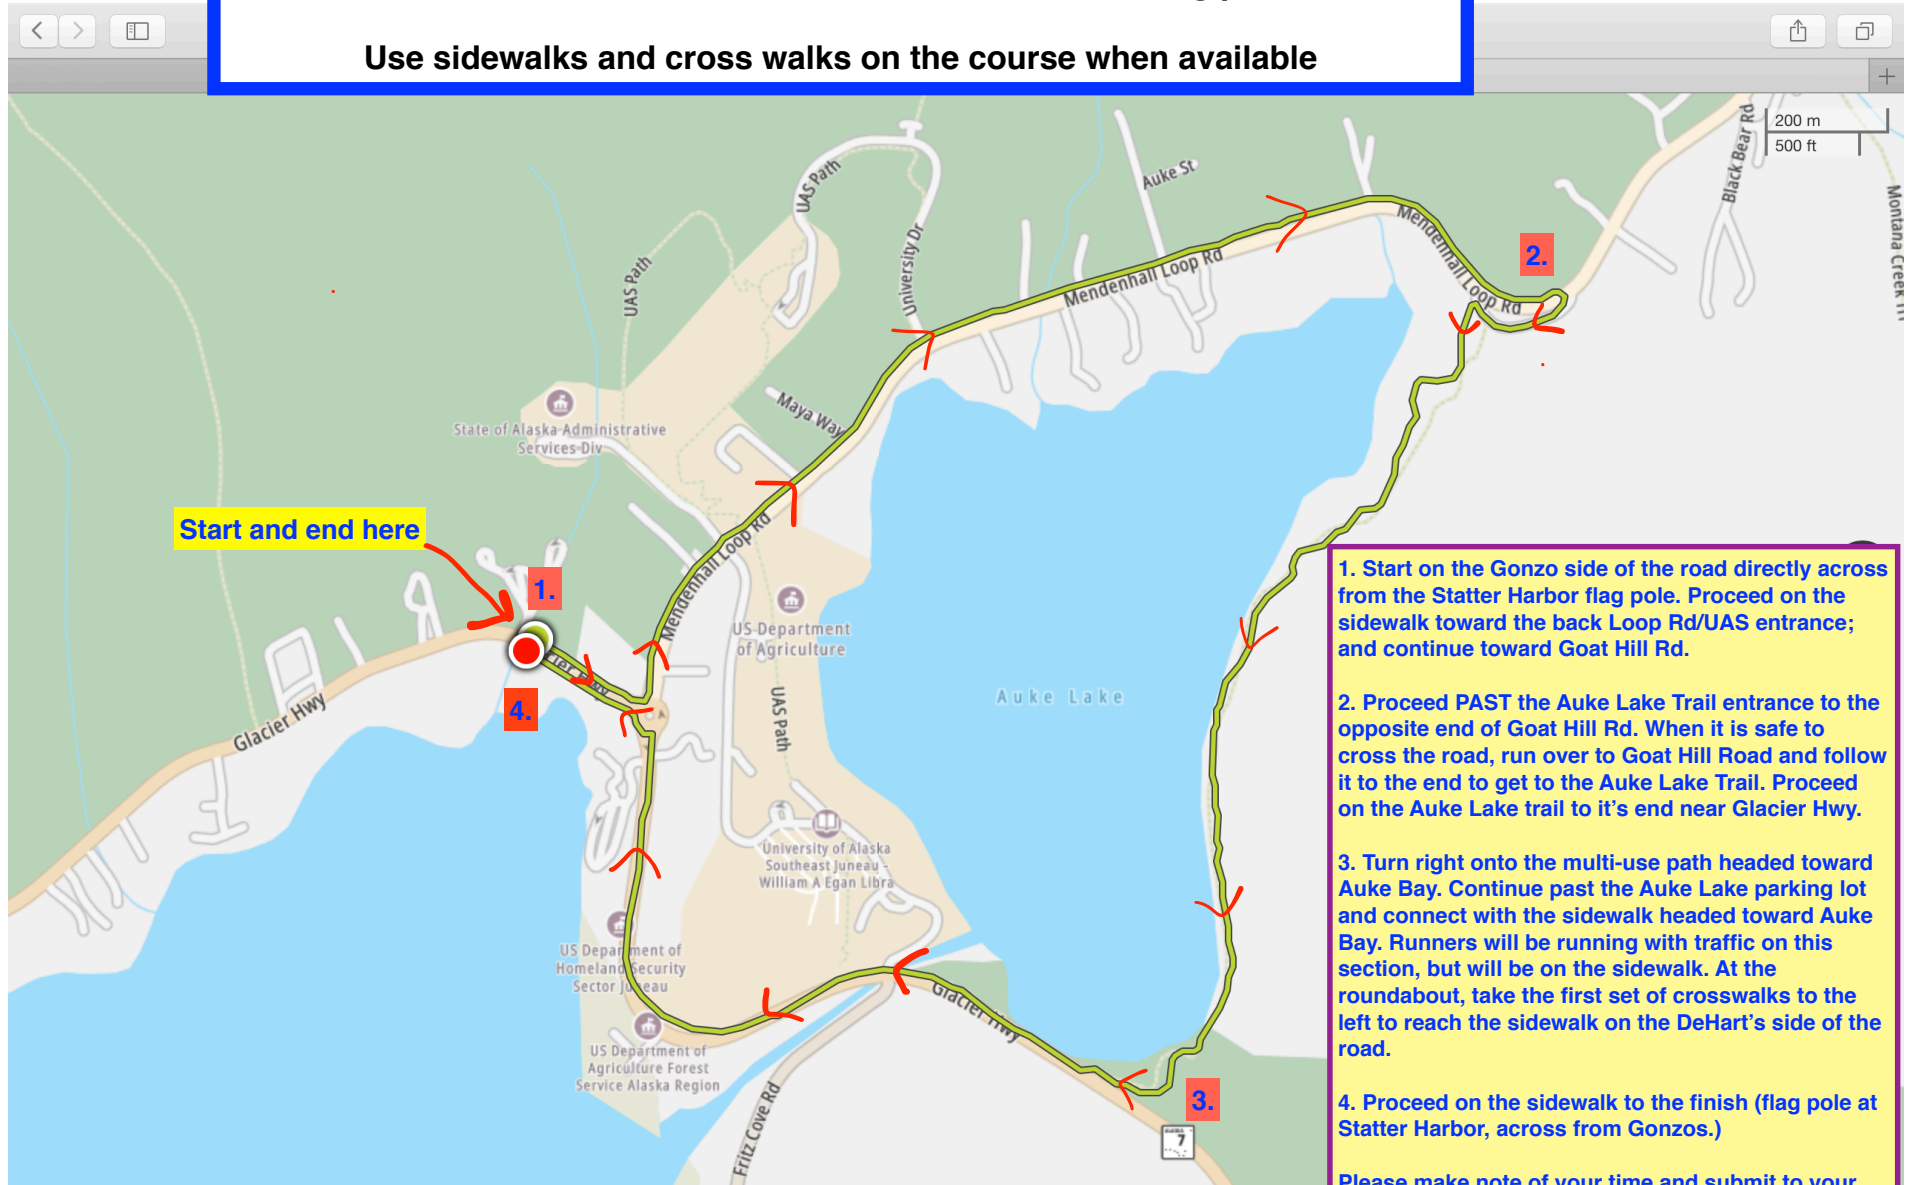 Use sidewalks and cross walks on the course when available
200 m
500 ft
Black Bear Rd
Montana Creek
UAS Path
Auke St
University Dr
UAS Path
Mendenhall Loop Rd
Mendenhall Loop Rd
2.
Maya Way
State of Alaska Administrative
Services Div
Mendenhall Loop Rd
Start and end here
1.
US Department
of Agriculture
4.
Glacier Hwy
UAS Path
Auke Lake
University of Alaska
Southeast Juneau -
William A Egan Libra
US Department of
Homeland Security
Sector Juneau
Glacier Hwy
US Department of
Agriculture Forest
Service Alaska Region
3.
7
Fritz Cove Rd
1. Start on the Gonzo side of the road directly across
from the Statter Harbor flag pole. Proceed on the
sidewalk toward the back Loop Rd/UAS entrance;
and continue toward Goat Hill Rd.
2. Proceed PAST the Auke Lake Trail entrance to the
opposite end of Goat Hill Rd. When it is safe to
cross the road, run over to Goat Hill Road and follow
it to the end to get to the Auke Lake Trail. Proceed
on the Auke Lake trail to it's end near Glacier Hwy.
3. Turn right onto the multi-use path headed toward
Auke Bay. Continue past the Auke Lake parking lot
and connect with the sidewalk headed toward Auke
Bay. Runners will be running with traffic on this
section, but will be on the sidewalk. At the
roundabout, take the first set of crosswalks to the
left to reach the sidewalk on the DeHart's side of the
road.
4. Proceed on the sidewalk to the finish (flag pole at
Statter Harbor, across from Gonzos.)
Please make note of your time and submit to your